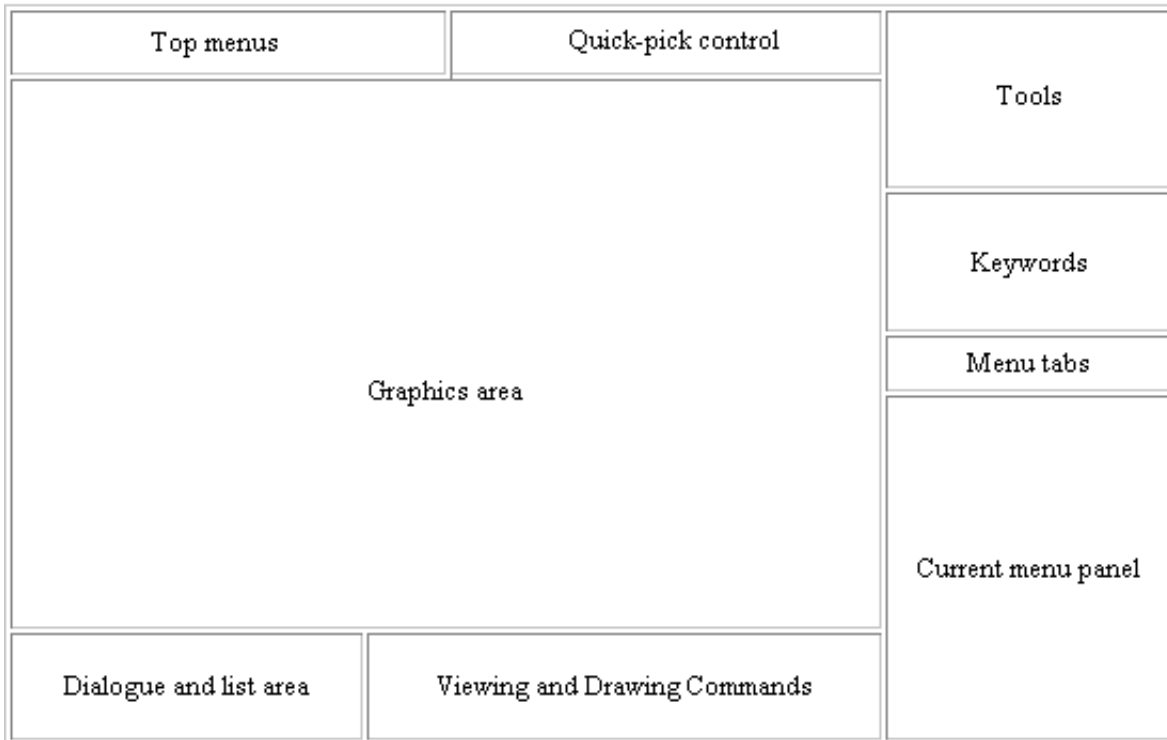 Top menus
Quick-pick control
Tools
Keywords
Menu tabs
Graphics area
Current menu panel
Dialogue and list area
Viewing and Drawing Commands